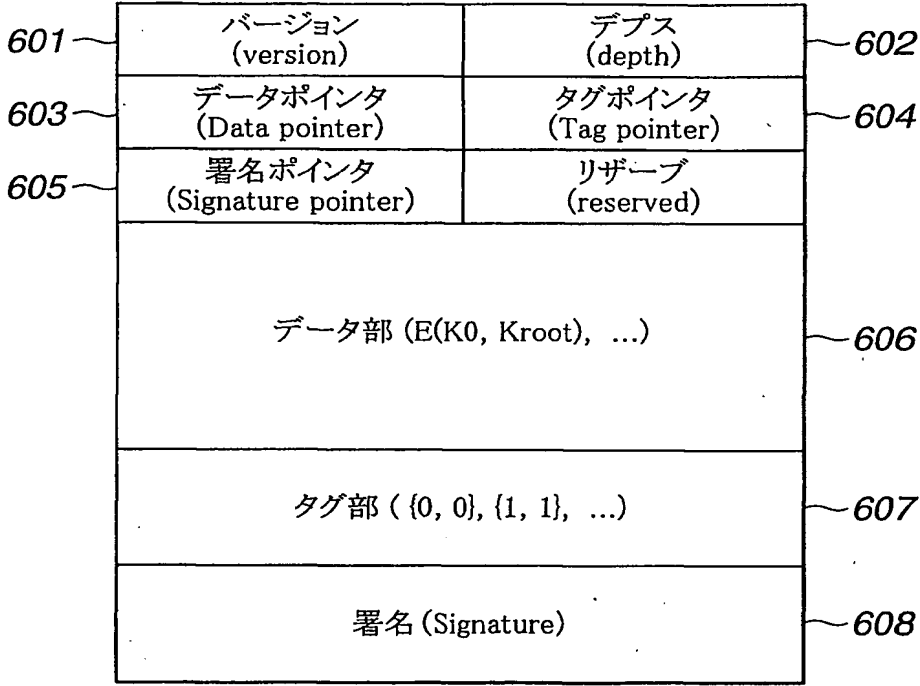 601
バージョン
(version)
デプス
(depth)
602
603
データポインタ
(Data pointer)
タグポインタ
(Tag pointer)
604
605
署名ポインタ
(Signature pointer)
リザーブ
(reserved)
データ部 (E(K0, Kroot), ...)
606
タグ部 ( {0, 0}, {1, 1}, ...)
607
署名 (Signature)
608